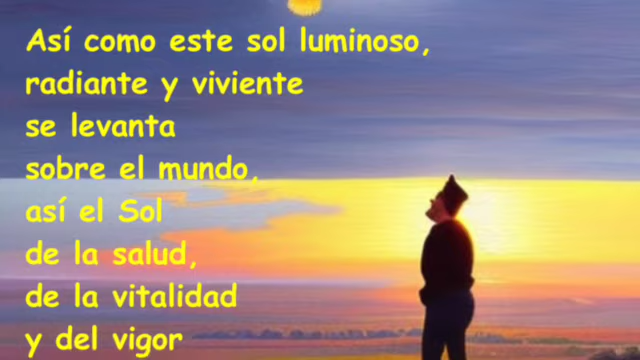 Así como este sol luminoso,
radiante y viviente
se levanta
sobre el mundo,
así el Sol
de la salud,
de la vitalidad
y del vigor